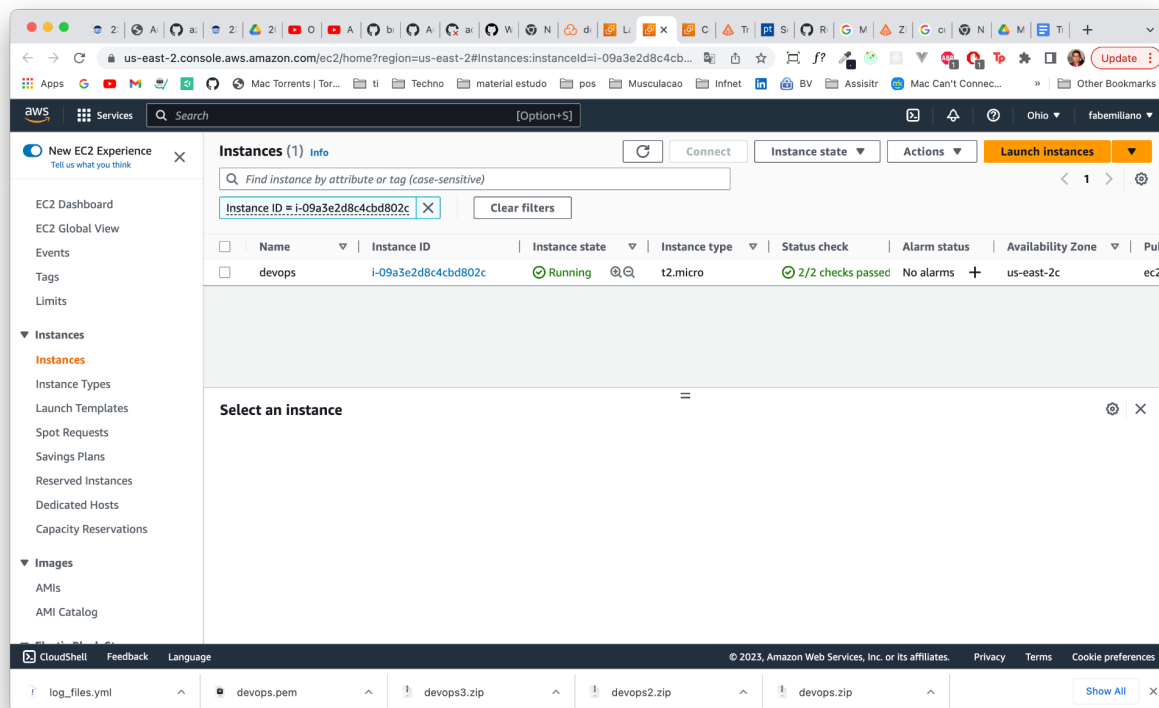 us-east-2.console.aws.amazon.com/ec2/home?region=us-east-2#Instances:instanceId=i-09a3e2d8c4cb...
Update
Apps
Mac Torrents | Tor...
ti
Techno
material estudo
pos
Musculacao
Infnet
BV
Assisitr
Mac Can't Connec...
»
Other Bookmarks
aws
Services
Search
[Option+S]
Ohio
fabemiliano
New EC2 Experience
Tell us what you think
EC2 Dashboard
EC2 Global View
Events
Tags
Limits
Instances
Instances
Instance Types
Launch Templates
Spot Requests
Savings Plans
Reserved Instances
Dedicated Hosts
Capacity Reservations
Images
AMIs
AMI Catalog
Instances (1) Info
Connect
Instance state
Actions
Launch instances
Find instance by attribute or tag (case-sensitive)
1
Instance ID = i-09a3e2d8c4cbd802c
Clear filters
Name
Instance ID
Instance state
Instance type
Status check
Alarm status
Availability Zone
devops
i-09a3e2d8c4cbd802c
Running
t2.micro
2/2 checks passed
No alarms
us-east-2c
Select an instance
CloudShell
Feedback
Language
© 2023, Amazon Web Services, Inc. or its affiliates.
Privacy
Terms
Cookie preferences
log_files.yml
devops.pem
devops3.zip
devops2.zip
devops.zip
Show All